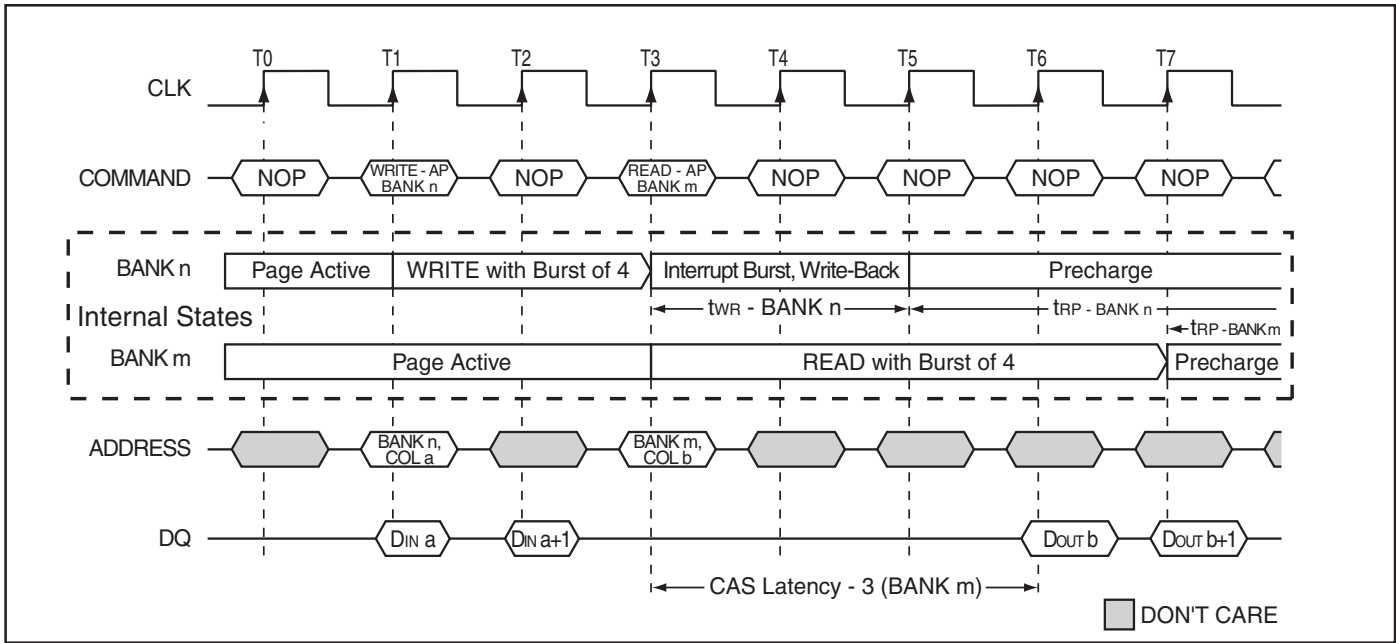 T0 T1 T2 T3 T4 T5 T6 T7
CLK
COMMAND NOP WRITE - AP BANK n NOP READ - AP BANK m NOP NOP NOP NOP
BANK n Page Active WRITE with Burst of 4 Interrupt Burst, Write-Back Precharge
tWR - BANK n tRP - BANK n
Internal States
tRP - BANK m
BANK m Page Active READ with Burst of 4 Precharge
ADDRESS BANK n, COL a BANK m, COL b
DQ DIN a DIN a+1 DOUT b DOUT b+1
CAS Latency - 3 (BANK m)
DON'T CARE